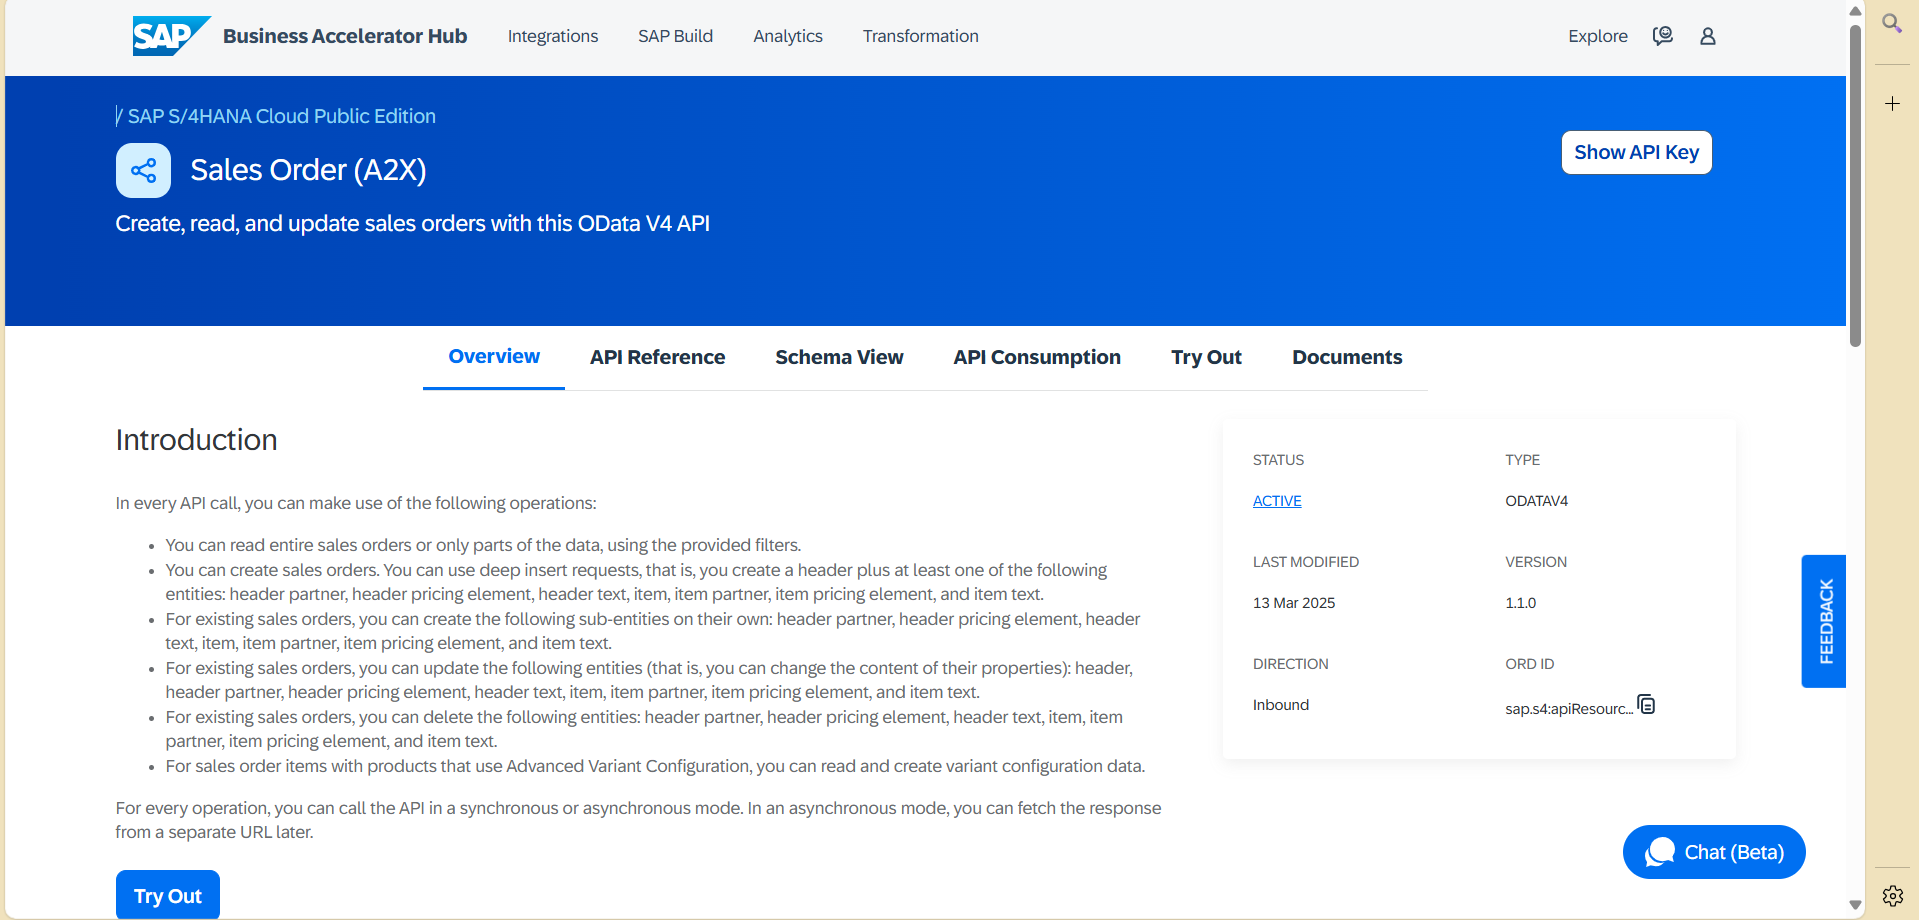 SAP Business Accelerator Hub Integrations SAP Build Analytics Transformation Explore
/ SAP S/4HANA Cloud Public Edition
Sales Order (A2X)
Show API Key
Create, read, and update sales orders with this OData V4 API
Overview API Reference Schema View API Consumption Try Out Documents
Introduction
In every API call, you can make use of the following operations:
• You can read entire sales orders or only parts of the data, using the provided filters.
• You can create sales orders. You can use deep insert requests, that is, you create a header plus at least one of the following
entities: header partner, header pricing element, header text, item, item partner, item pricing element, and item text.
• For existing sales orders, you can create the following sub-entities on their own: header partner, header pricing element, header
text, item, item partner, item pricing element, and item text.
• For existing sales orders, you can update the following entities (that is, you can change the content of their properties): header,
header partner, header pricing element, header text, item, item partner, item pricing element, and item text.
• For existing sales orders, you can delete the following entities: header partner, header pricing element, header text, item, item
partner, item pricing element, and item text.
• For sales order items with products that use Advanced Variant Configuration, you can read and create variant configuration data.
For every operation, you can call the API in a synchronous or asynchronous mode. In an asynchronous mode, you can fetch the response
from a separate URL later.
Try Out
STATUS TYPE
ACTIVE ODATAV4
LAST MODIFIED VERSION
13 Mar 2025 1.1.0
DIRECTION ORD ID
Inbound sap.s4:apiResourc...
FEEDBACK
Chat (Beta)